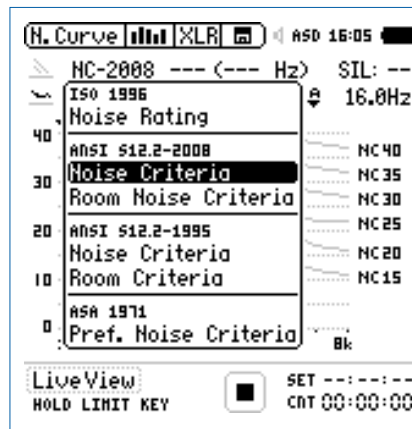 N. Curve XLR ASD 16:05
NC-2008 --- (--- Hz) SIL: --
ISO 1996 16.0Hz
Noise Rating
40
ANSI S12.2-2008 NC40
Noise Criteria NC35
30
Room Noise Criteria NC30
20 ANSI S12.2-1995 NC25
Noise Criteria NC20
10 Room Criteria NC15
ASA 1971
0 Pref. Noise Criteria
8k
LiveView SET --:--:--
HOLD LIMIT KEY CNT 00:00:00